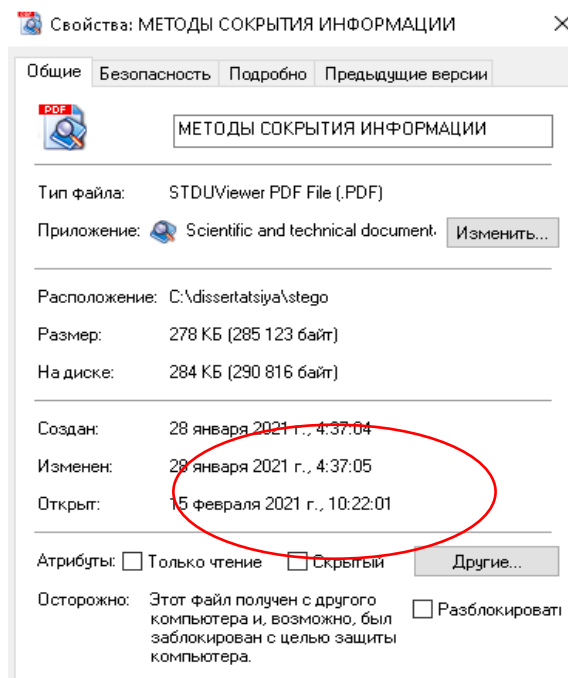 Свойства: МЕТОДЫ СОКРЫТИЯ ИНФОРМАЦИИ
Общие Безопасность Подробно Предыдущие версии
PDF
МЕТОДЫ СОКРЫТИЯ ИНФОРМАЦИИ
Тип файла: STDUViewer PDF File (.PDF)
Приложение: Scientific and technical document. Изменить...
Расположение: C:\dissertatsiya\stego
Размер: 278 КБ (285 123 байт)
На диске: 284 КБ (290 816 байт)
Создан: 28 января 2021 г., 4:37:04
Изменен: 28 января 2021 г., 4:37:05
Открыт: 15 февраля 2021 г., 10:22:01
Атрибуты: Только чтение Скрытый Другие...
Осторожно: Этот файл получен с другого Разблокироват
компьютера и, возможно, был
заблокирован с целью защиты
компьютера.